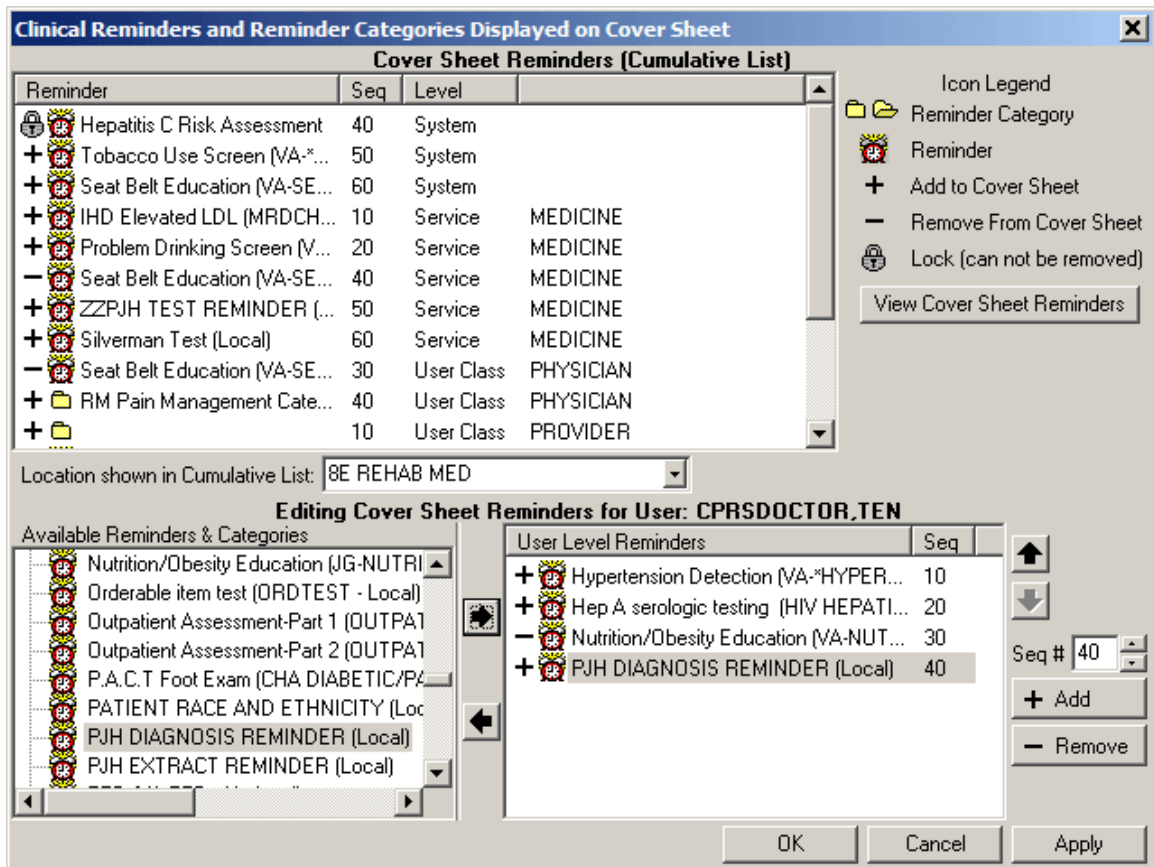 Clinical Reminders and Reminder Categories Displayed on Cover Sheet
Cover Sheet Reminders (Cumulative List)
Reminder Seq Level
Hepatitis C Risk Assessment 40 System
Tobacco Use Screen (VA-*... 50 System
Seat Belt Education (VA-SE... 60 System
IHD Elevated LDL (MRDCH... 10 Service MEDICINE
Problem Drinking Screen (V... 20 Service MEDICINE
Seat Belt Education (VA-SE... 40 Service MEDICINE
ZZPJH TEST REMINDER (... 50 Service MEDICINE
Silverman Test (Local) 60 Service MEDICINE
Seat Belt Education (VA-SE... 30 User Class PHYSICIAN
RM Pain Management Cate... 40 User Class PHYSICIAN
10 User Class PROVIDER
Icon Legend
Reminder Category
Reminder
+ Add to Cover Sheet
− Remove From Cover Sheet
Lock (can not be removed)
View Cover Sheet Reminders
Location shown in Cumulative List: 8E REHAB MED
Editing Cover Sheet Reminders for User: CPRSDOCTOR,TEN
Available Reminders & Categories
Nutrition/Obesity Education (JG-NUTRI
Orderable item test (ORDTEST - Local)
Outpatient Assessment-Part 1 (OUTPAT
Outpatient Assessment-Part 2 (OUTPAT
P.A.C.T Foot Exam (CHA DIABETIC/PA
PATIENT RACE AND ETHNICITY (Loc
PJH DIAGNOSIS REMINDER (Local)
PJH EXTRACT REMINDER (Local)
User Level Reminders Seq
Hypertension Detection (VA-*HYPER... 10
Hep A serologic testing (HIV HEPATI... 20
Nutrition/Obesity Education (VA-NUT... 30
PJH DIAGNOSIS REMINDER (Local) 40
Seq # 40
+ Add
− Remove
OK Cancel Apply